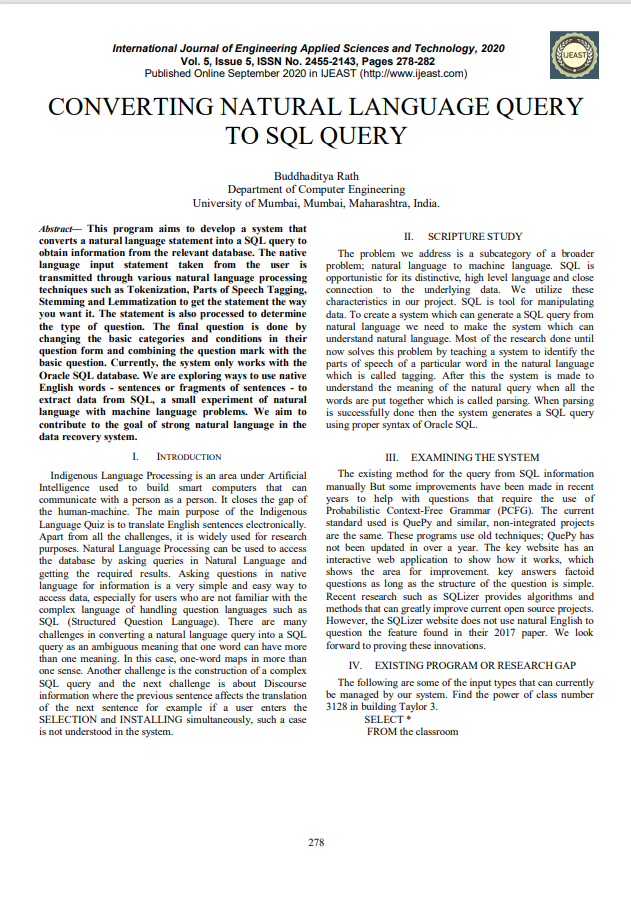 International Journal of Engineering Applied Sciences and Technology, 2020
Vol. 5, Issue 5, ISSN No. 2455-2143, Pages 278-282
Published Online September 2020 in IJEAST (http://www.ijeast.com)
IJEAST
CONVERTING NATURAL LANGUAGE QUERY
TO SQL QUERY
Buddhaditya Rath
Department of Computer Engineering
University of Mumbai, Mumbai, Maharashtra, India.
Abstract— This program aims to develop a system that
converts a natural language statement into a SQL query to
obtain information from the relevant database. The native
language input statement taken from the user is
transmitted through various natural language processing
techniques such as Tokenization, Parts of Speech Tagging,
Stemming and Lemmatization to get the statement the way
you want it. The statement is also processed to determine
the type of question. The final question is done by
changing the basic categories and conditions in their
question form and combining the question mark with the
basic question. Currently, the system only works with the
Oracle SQL database. We are exploring ways to use native
English words - sentences or fragments of sentences - to
extract data from SQL, a small experiment of natural
language with machine language problems. We aim to
contribute to the goal of strong natural language in the
data recovery system.
I. INTRODUCTION
Indigenous Language Processing is an area under Artificial
Intelligence used to build smart computers that can
communicate with a person as a person. It closes the gap of
the human-machine. The main purpose of the Indigenous
Language Quiz is to translate English sentences electronically.
Apart from all the challenges, it is widely used for research
purposes. Natural Language Processing can be used to access
the database by asking queries in Natural Language and
getting the required results. Asking questions in native
language for information is a very simple and easy way to
access data, especially for users who are not familiar with the
complex language of handling question languages such as
SQL (Structured Question Language). There are many
challenges in converting a natural language query into a SQL
query as an ambiguous meaning that one word can have more
than one meaning. In this case, one-word maps in more than
one sense. Another challenge is the construction of a complex
SQL query and the next challenge is about Discourse
information where the previous sentence affects the translation
of the next sentence for example if a user enters the
SELECTION and INSTALLING simultaneously, such a case
is not understood in the system.
II. SCRIPTURE STUDY
The problem we address is a subcategory of a broader
problem; natural language to machine language. SQL is
opportunistic for its distinctive, high level language and close
connection to the underlying data. We utilize these
characteristics in our project. SQL is tool for manipulating
data. To create a system which can generate a SQL query from
natural language we need to make the system which can
understand natural language. Most of the research done until
now solves this problem by teaching a system to identify the
parts of speech of a particular word in the natural language
which is called tagging. After this the system is made to
understand the meaning of the natural query when all the
words are put together which is called parsing. When parsing
is successfully done then the system generates a SQL query
using proper syntax of Oracle SQL.
III. EXAMINING THE SYSTEM
The existing method for the query from SQL information
manually But some improvements have been made in recent
years to help with questions that require the use of
Probabilistic Context-Free Grammar (PCFG). The current
standard used is QuePy and similar, non-integrated projects
are the same. These programs use old techniques; QuePy has
not been updated in over a year. The key website has an
interactive web application to show how it works, which
shows the area for improvement. key answers factoid
questions as long as the structure of the question is simple.
Recent research such as SQLizer provides algorithms and
methods that can greatly improve current open source projects.
However, the SQLizer website does not use natural English to
question the feature found in their 2017 paper. We look
forward to proving these innovations.
IV. EXISTING PROGRAM OR RESEARCH GAP
The following are some of the input types that can currently
be managed by our system. Find the power of class number
3128 in building Taylor 3.
SELECT *
FROM the classroom
278